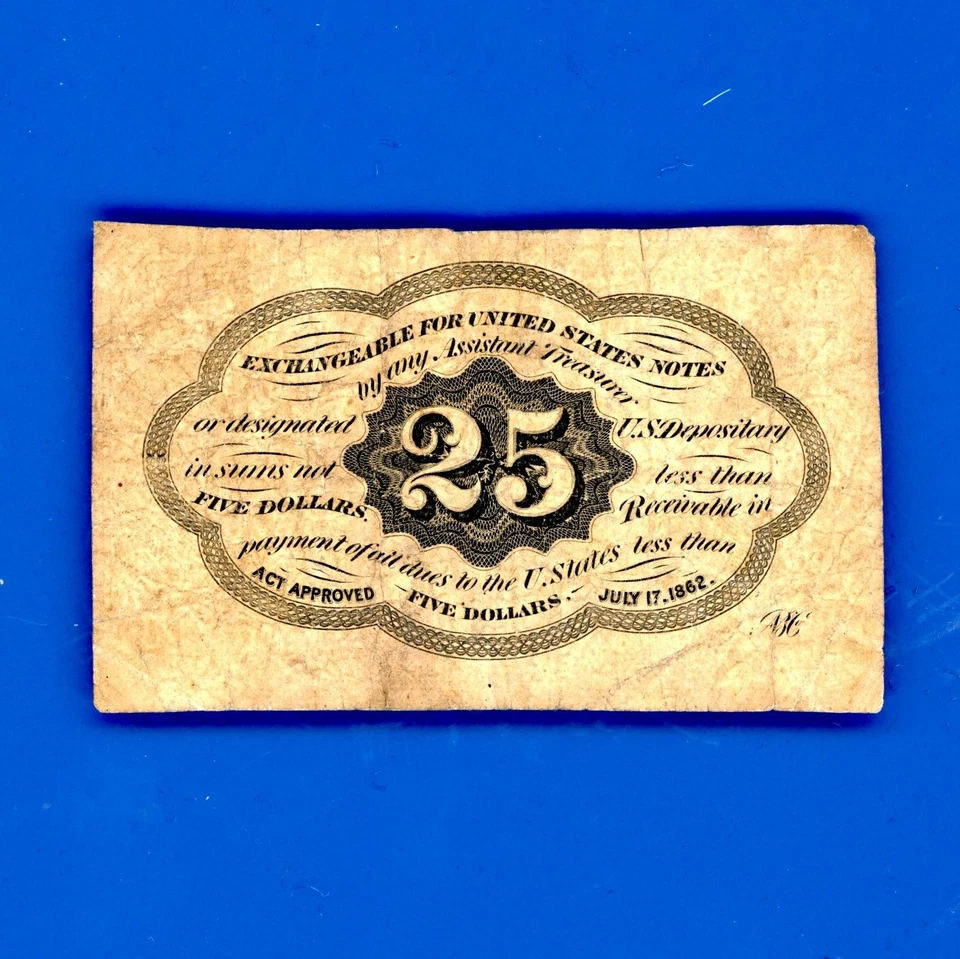 EXCHANGEABLE FOR UNITED STATES NOTES
by any Assistant Treasurer
or designated U.S. Depositary
in sums not less than
FIVE DOLLARS. Receivable in
payment of all dues to the U. States less than
FIVE DOLLARS.
25
ACT APPROVED JULY 17. 1862.
ABCo